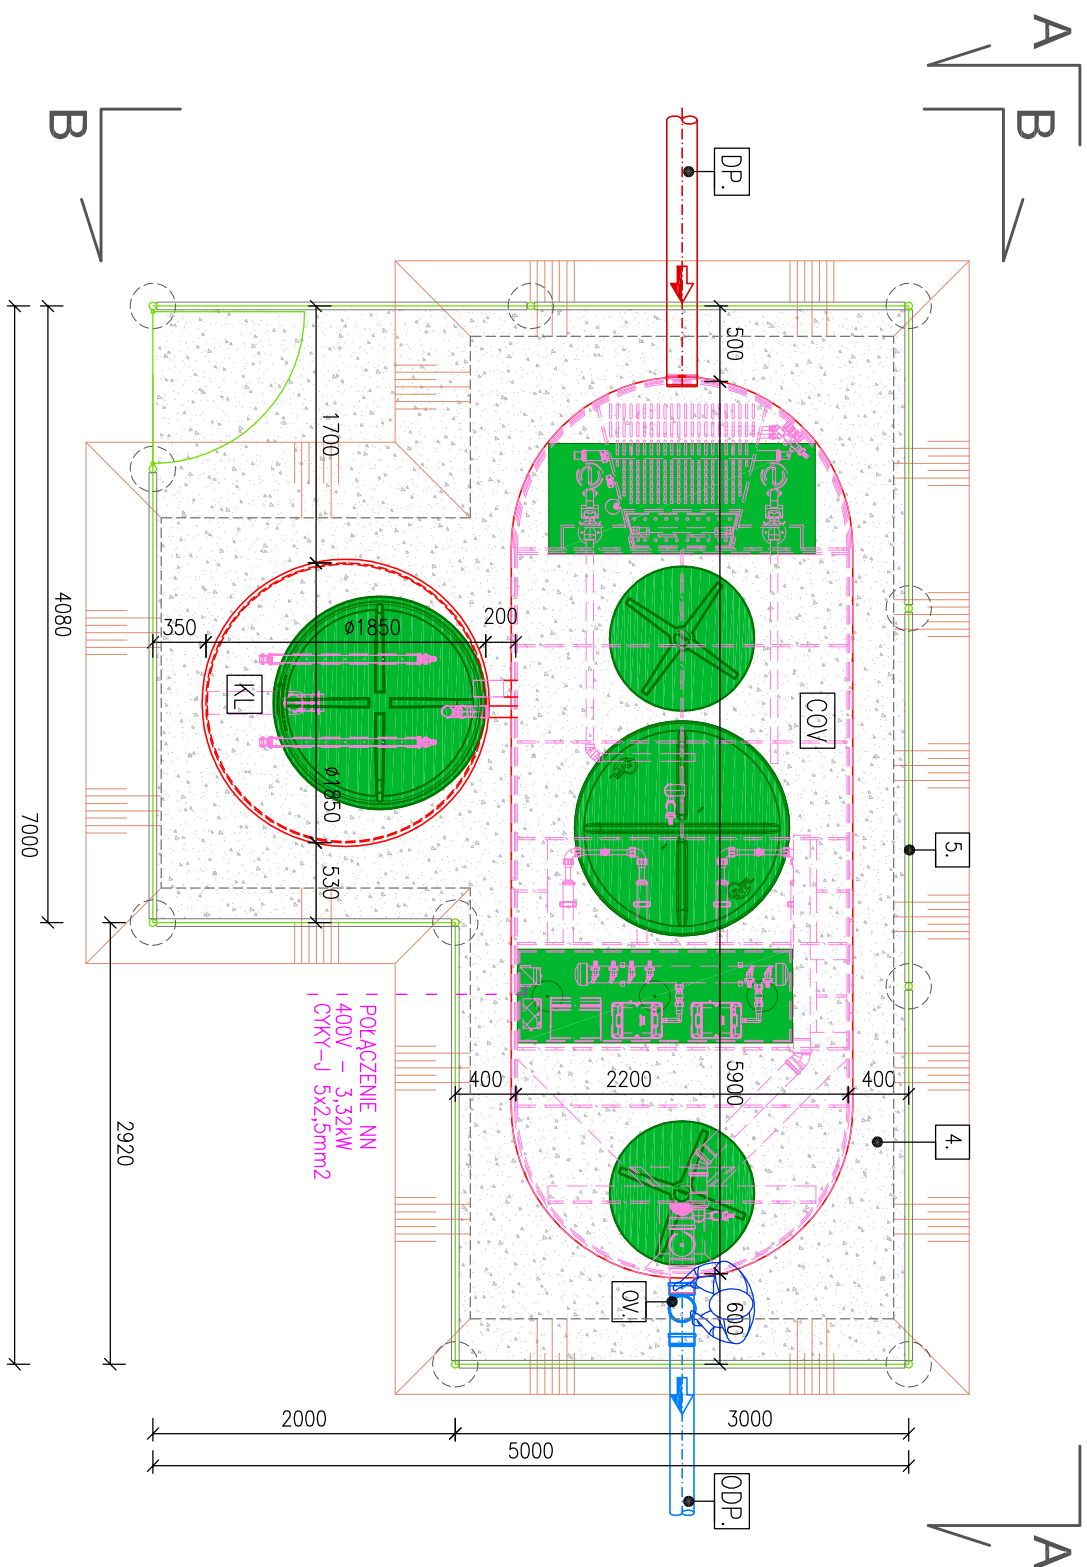 A
B
B
DP.
500
1700
4080
7000
350
Ø1850
200
KL
COV
Ø1850
530
5.
POŁĄCZENIE NN
400V - 3,32kW
CYKY-J 5x2,5mm2
400
2200
5900
400
4.
2920
OV.
600
2000
3000
5000
ODP.
A